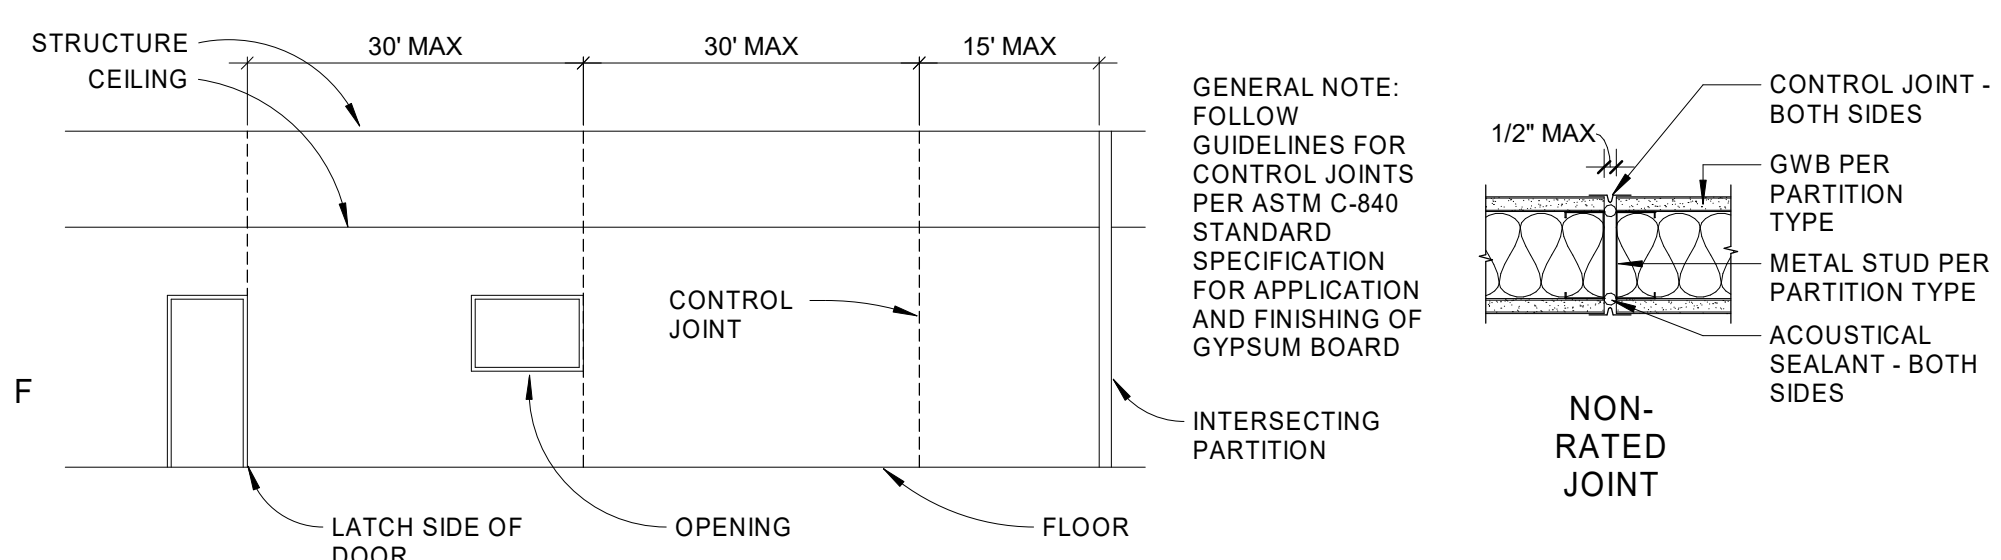 STRUCTURE
CEILING
30' MAX
30' MAX
15' MAX
CONTROL
JOINT
F
LATCH SIDE OF
DOOR
OPENING
FLOOR
INTERSECTING
PARTITION
GENERAL NOTE:
FOLLOW
GUIDELINES FOR
CONTROL JOINTS
PER ASTM C-840
STANDARD
SPECIFICATION
FOR APPLICATION
AND FINISHING OF
GYPSUM BOARD
1/2" MAX
CONTROL JOINT -
BOTH SIDES
GWB PER
PARTITION
TYPE
METAL STUD PER
PARTITION TYPE
ACOUSTICAL
SEALANT - BOTH
SIDES
NON-
RATED
JOINT